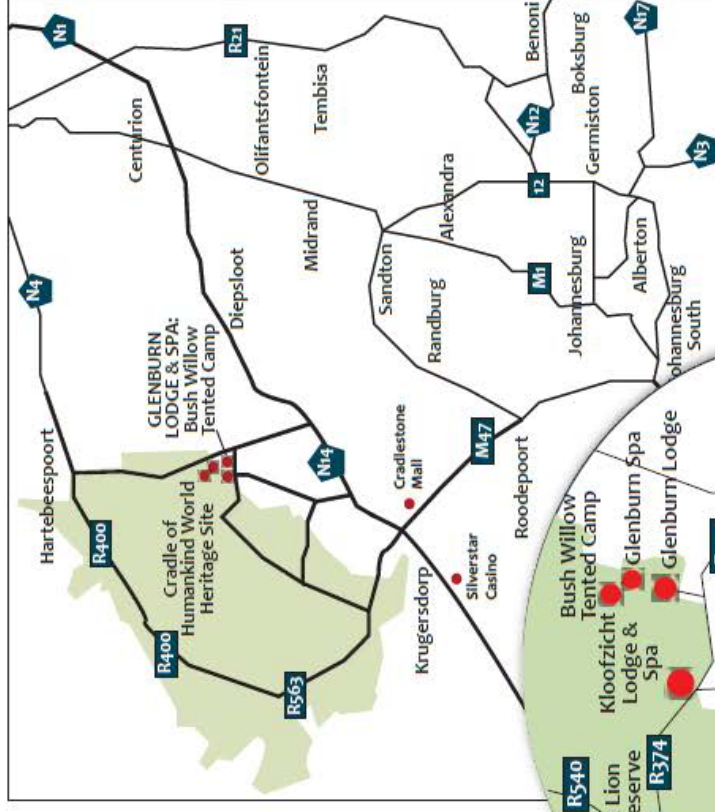 R540
Lion
eserve
R374
Kloofzicht
Lodge &
Spa
Bush Willow
Tented Camp
Glenburn Spa
Glenburn Lodge
Hartebeespoort
N4
N1
R400
R400
R563
Cradle of
Humankind World
Heritage Site
GLENBURN
LODGE & SPA:
Bush Willow
Tented Camp
Centurion
R21
Olifantsfontein
Tembisa
Diepsloot
Midrand
N14
Krugersdorp
Cradlestone
Mall
Silverstar
Casino
M47
Roodepoort
Sandton
Randburg
Alexandra
M1
12
N12
Benoni
Boksburg
Germiston
Johannesburg
Alberton
ohannesburg
South
N17
N3